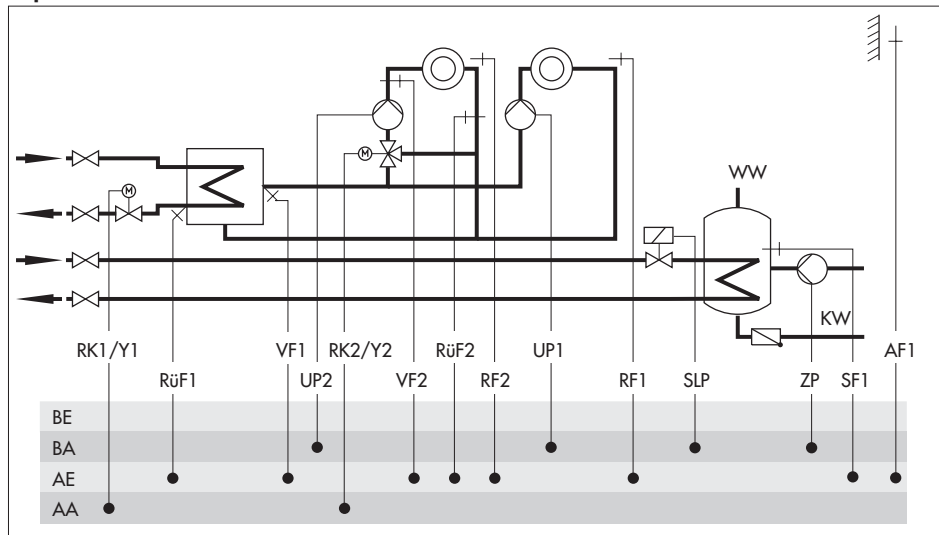 WW
M
M
KW
RK1/Y1 VF1 RK2/Y2 RüF2 UP1 AF1
RüF1 UP2 VF2 RF2 RF1 SLP ZP SF1
BE
BA
AE
AA